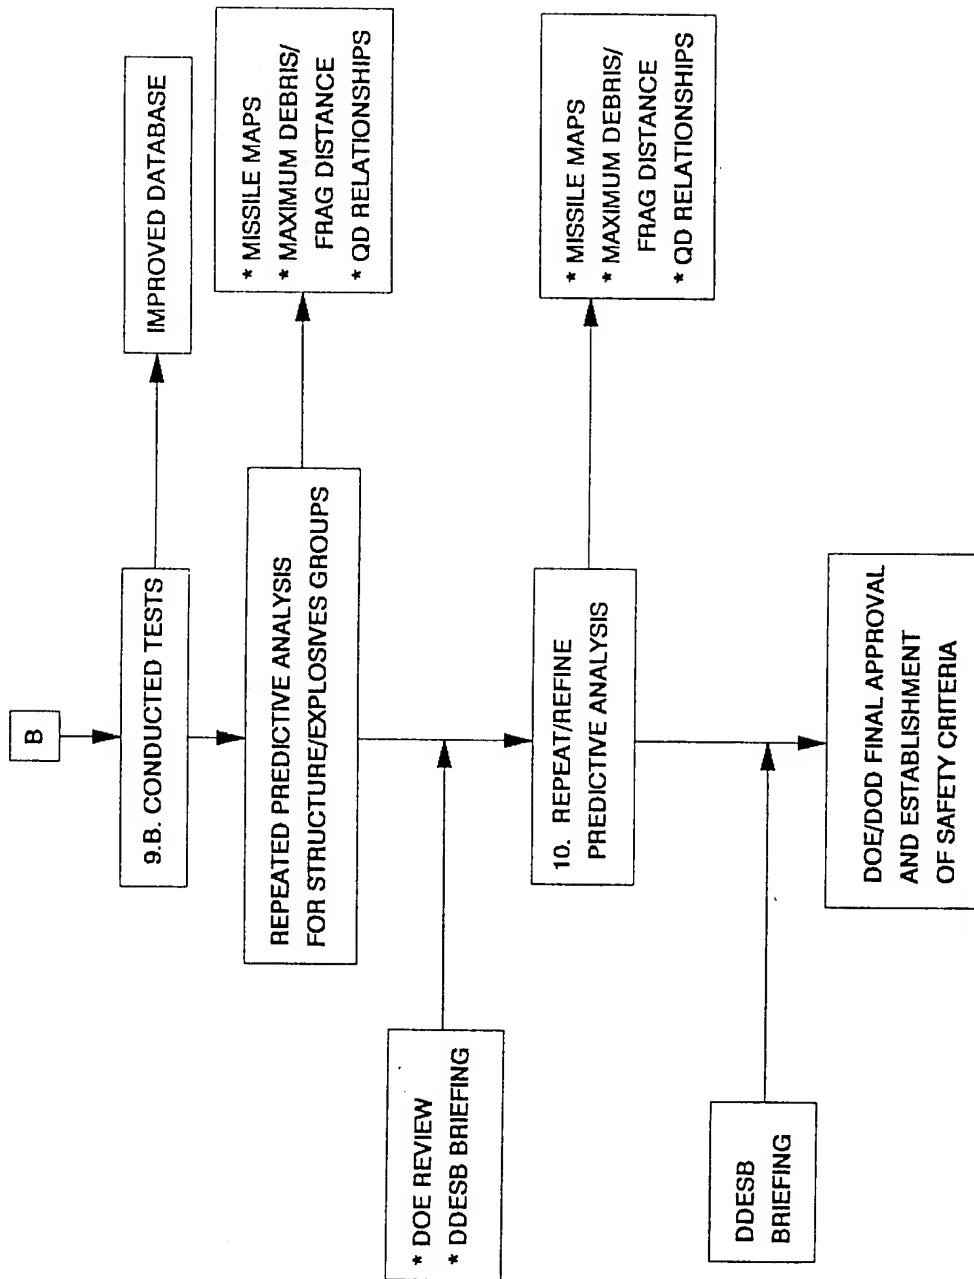 B
9.B. CONDUCTED TESTS
IMPROVED DATABASE
REPEATED PREDICTIVE ANALYSIS
FOR STRUCTURE/EXPLOSIVES GROUPS
* MISSILE MAPS
* MAXIMUM DEBRIS/
FRAG DISTANCE
* QD RELATIONSHIPS
* DOE REVIEW
* DDESB BRIEFING
10. REPEAT/REFINE
PREDICTIVE ANALYSIS
* MISSILE MAPS
* MAXIMUM DEBRIS/
FRAG DISTANCE
* QD RELATIONSHIPS
DDESB
BRIEFING
DOE/DOD FINAL APPROVAL
AND ESTABLISHMENT
OF SAFETY CRITERIA